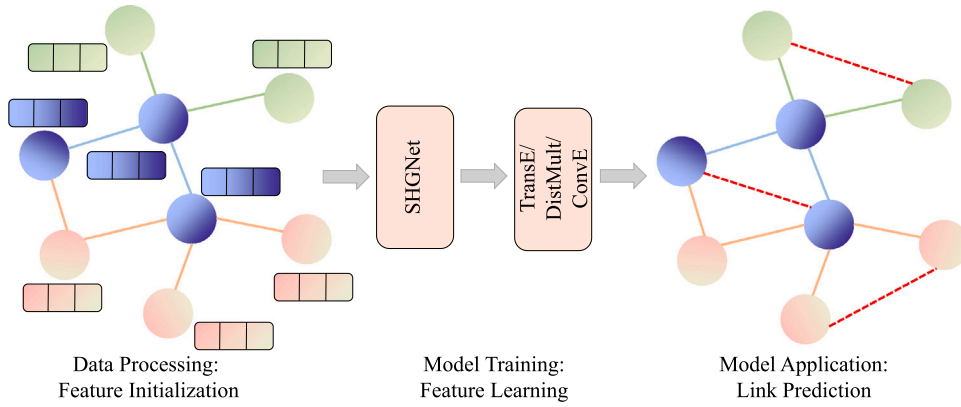 SHGNet
TransE/
DistMult/
ConvE
Data Processing:
Feature Initialization
Model Training:
Feature Learning
Model Application:
Link Prediction